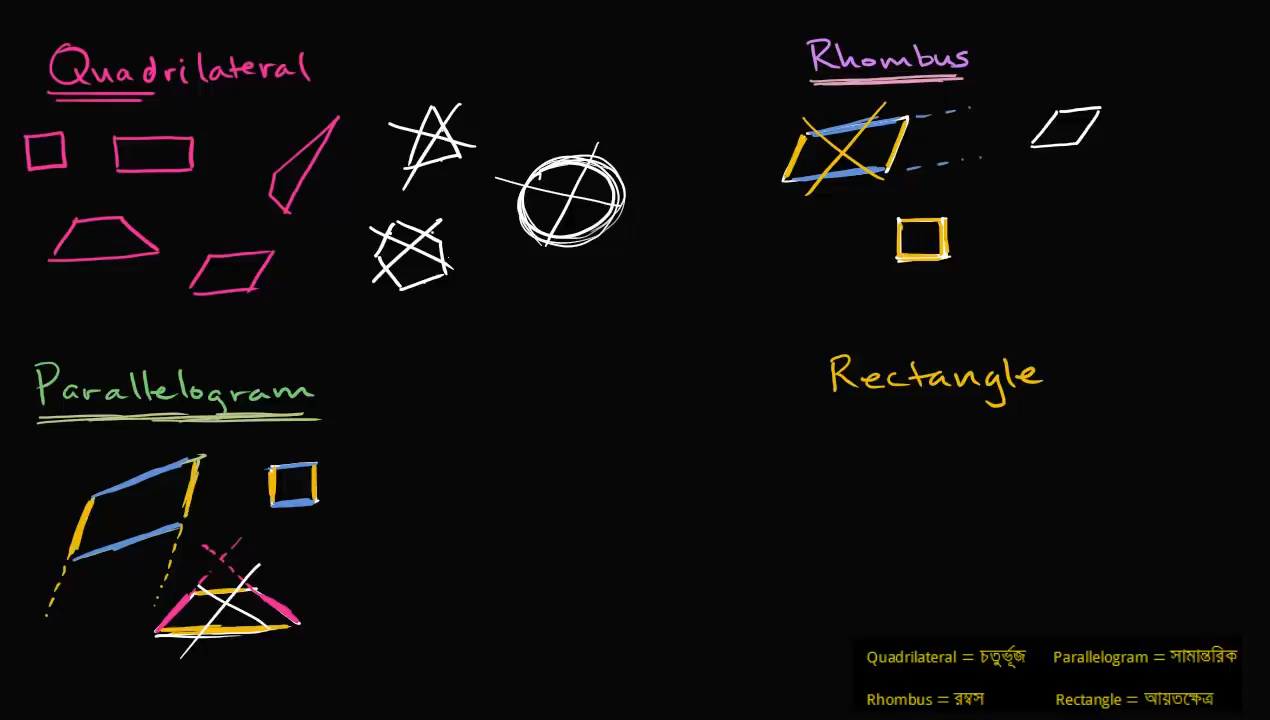 Quadrilateral
Rhombus
Parallelogram
Rectangle
Quadrilateral = চতুর্ভূজ Parallelogram = সামান্তরিক
Rhombus = রম্বস Rectangle = আয়তক্ষেত্র